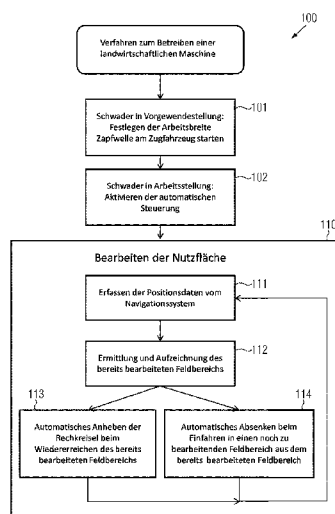 100
Verfahren zum Betreiben einer
landwirtschaftlichen Maschine
101
Schwader in Vorgewendestellung:
Festlegen der Arbeitsbreite
Zapfwelle am Zugfahrzeug starten
102
Schwader in Arbeitsstellung:
Aktivieren der automatischen
Steuerung
110
Bearbeiten der Nutzfläche
111
Erfassen der Positionsdaten vom
Navigationssystem
112
Ermittlung und Aufzeichnung des
bereits bearbeiteten Feldbereichs
113
Automatisches Anheben der
Rechkreisel beim
Wiedererreichen des bereits
bearbeiteten Feldbereichs
114
Automatisches Absenken beim
Einfahren in einen noch zu
bearbeitenden Feldbereich aus dem
bereits bearbeiteten Feldbereich